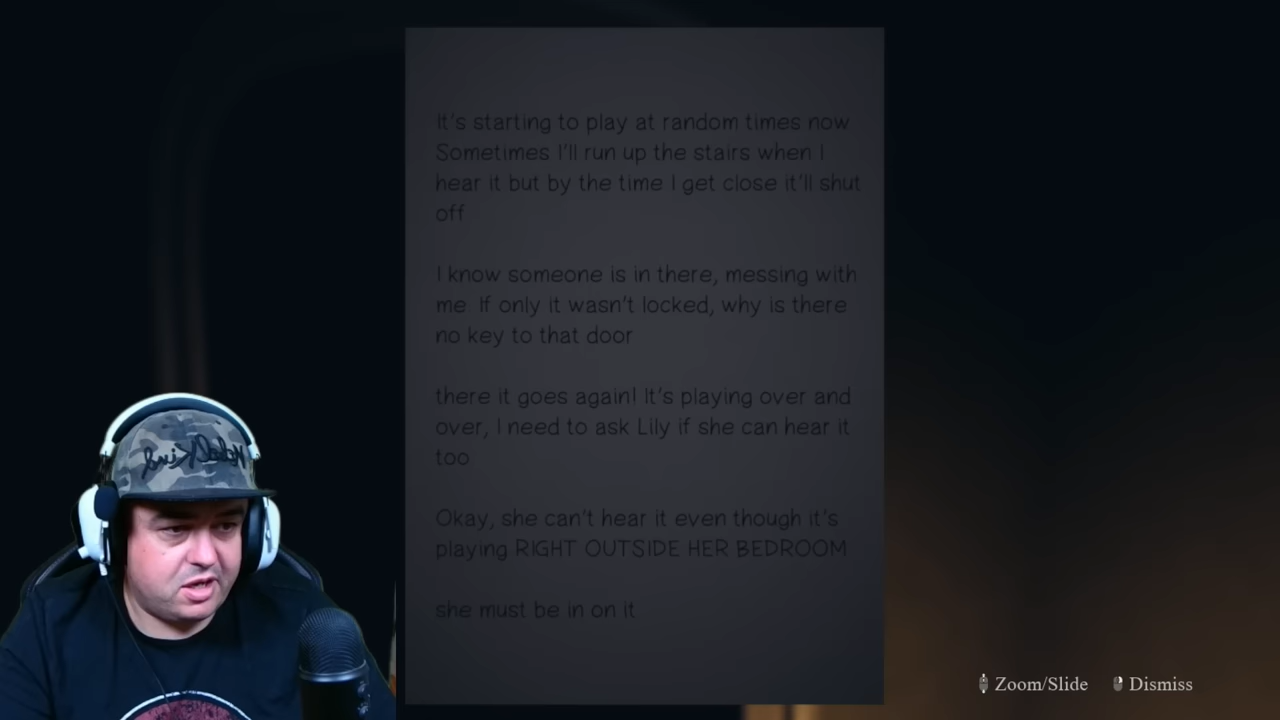 It's starting to play at random times now.
Sometimes I'll run up the stairs when I
hear it but by the time I get close it'll shut
off
I know someone is in there, messing with
me. If only it wasn't locked, why is there
no key to that door
there it goes again! It's playing over and
over, I need to ask Lily if she can hear it
too
Okay, she can't hear it even though it's
playing RIGHT OUTSIDE HER BEDROOM
she must be in on it
Zoom/Slide Dismiss